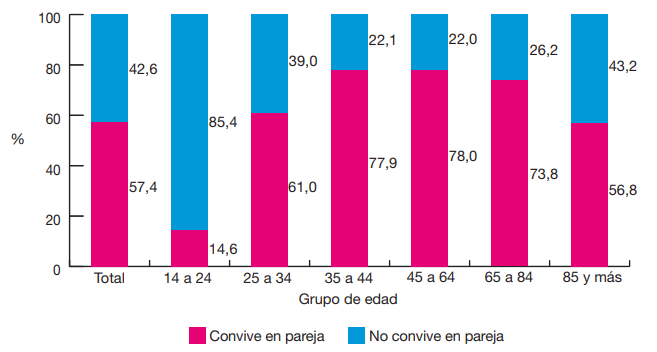 100
80
60
40
20
0
%
42,6
57,4
85,4
14,6
39,0
61,0
22,1
77,9
22,0
78,0
26,2
73,8
43,2
56,8
Total
14 a 24
25 a 34
35 a 44
45 a 64
65 a 84
85 y más
Grupo de edad
Convive en pareja
No convive en pareja